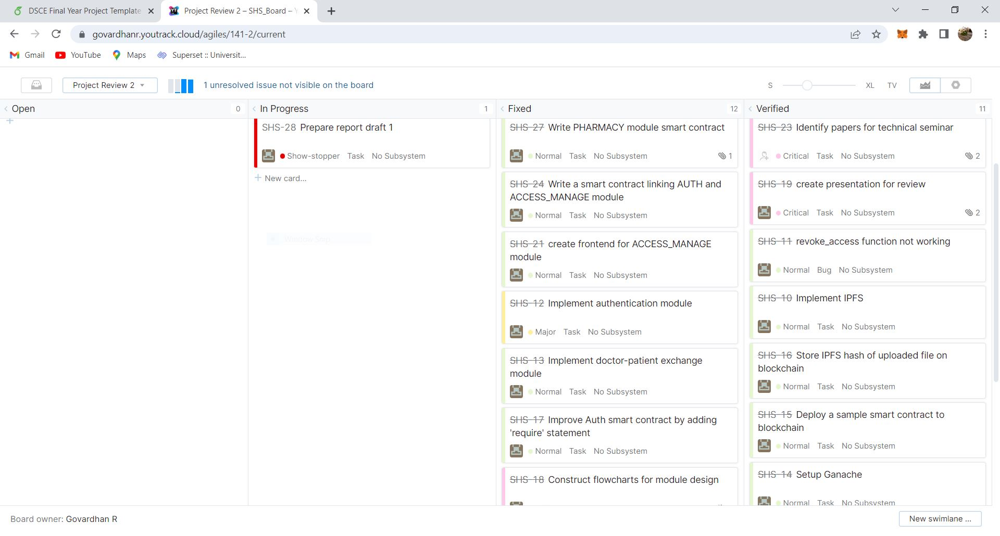 DSCE Final Year Project Template
Project Review 2 – SHS_Board –
govardhanr.youtrack.cloud/agiles/141-2/current
Gmail YouTube Maps Superset :: Universit...
Project Review 2
1 unresolved issue not visible on the board
S XL TV
Open 0
In Progress 1
SHS-28 Prepare report draft 1
Show-stopper Task No Subsystem
New card...
Window Snip
Fixed 12
SHS-27 Write PHARMACY module smart contract
Normal Task No Subsystem 1
SHS-24 Write a smart contract linking AUTH and
ACCESS_MANAGE module
Normal Task No Subsystem
SHS-21 create frontend for ACCESS_MANAGE
module
Normal Task No Subsystem
SHS-12 Implement authentication module
Major Task No Subsystem
SHS-13 Implement doctor-patient exchange
module
Normal Task No Subsystem
SHS-17 Improve Auth smart contract by adding
'require' statement
Normal Task No Subsystem
SHS-18 Construct flowcharts for module design
Verified 11
SHS-23 Identify papers for technical seminar
Critical Task No Subsystem 2
SHS-19 create presentation for review
Critical Task No Subsystem 2
SHS-11 revoke_access function not working
Normal Bug No Subsystem
SHS-10 Implement IPFS
Normal Task No Subsystem
SHS-16 Store IPFS hash of uploaded file on
blockchain
Normal Task No Subsystem
SHS-15 Deploy a sample smart contract to
blockchain
Normal Task No Subsystem
SHS-14 Setup Ganache
Normal Task No Subsystem
Board owner: Govardhan R
New swimlane ...